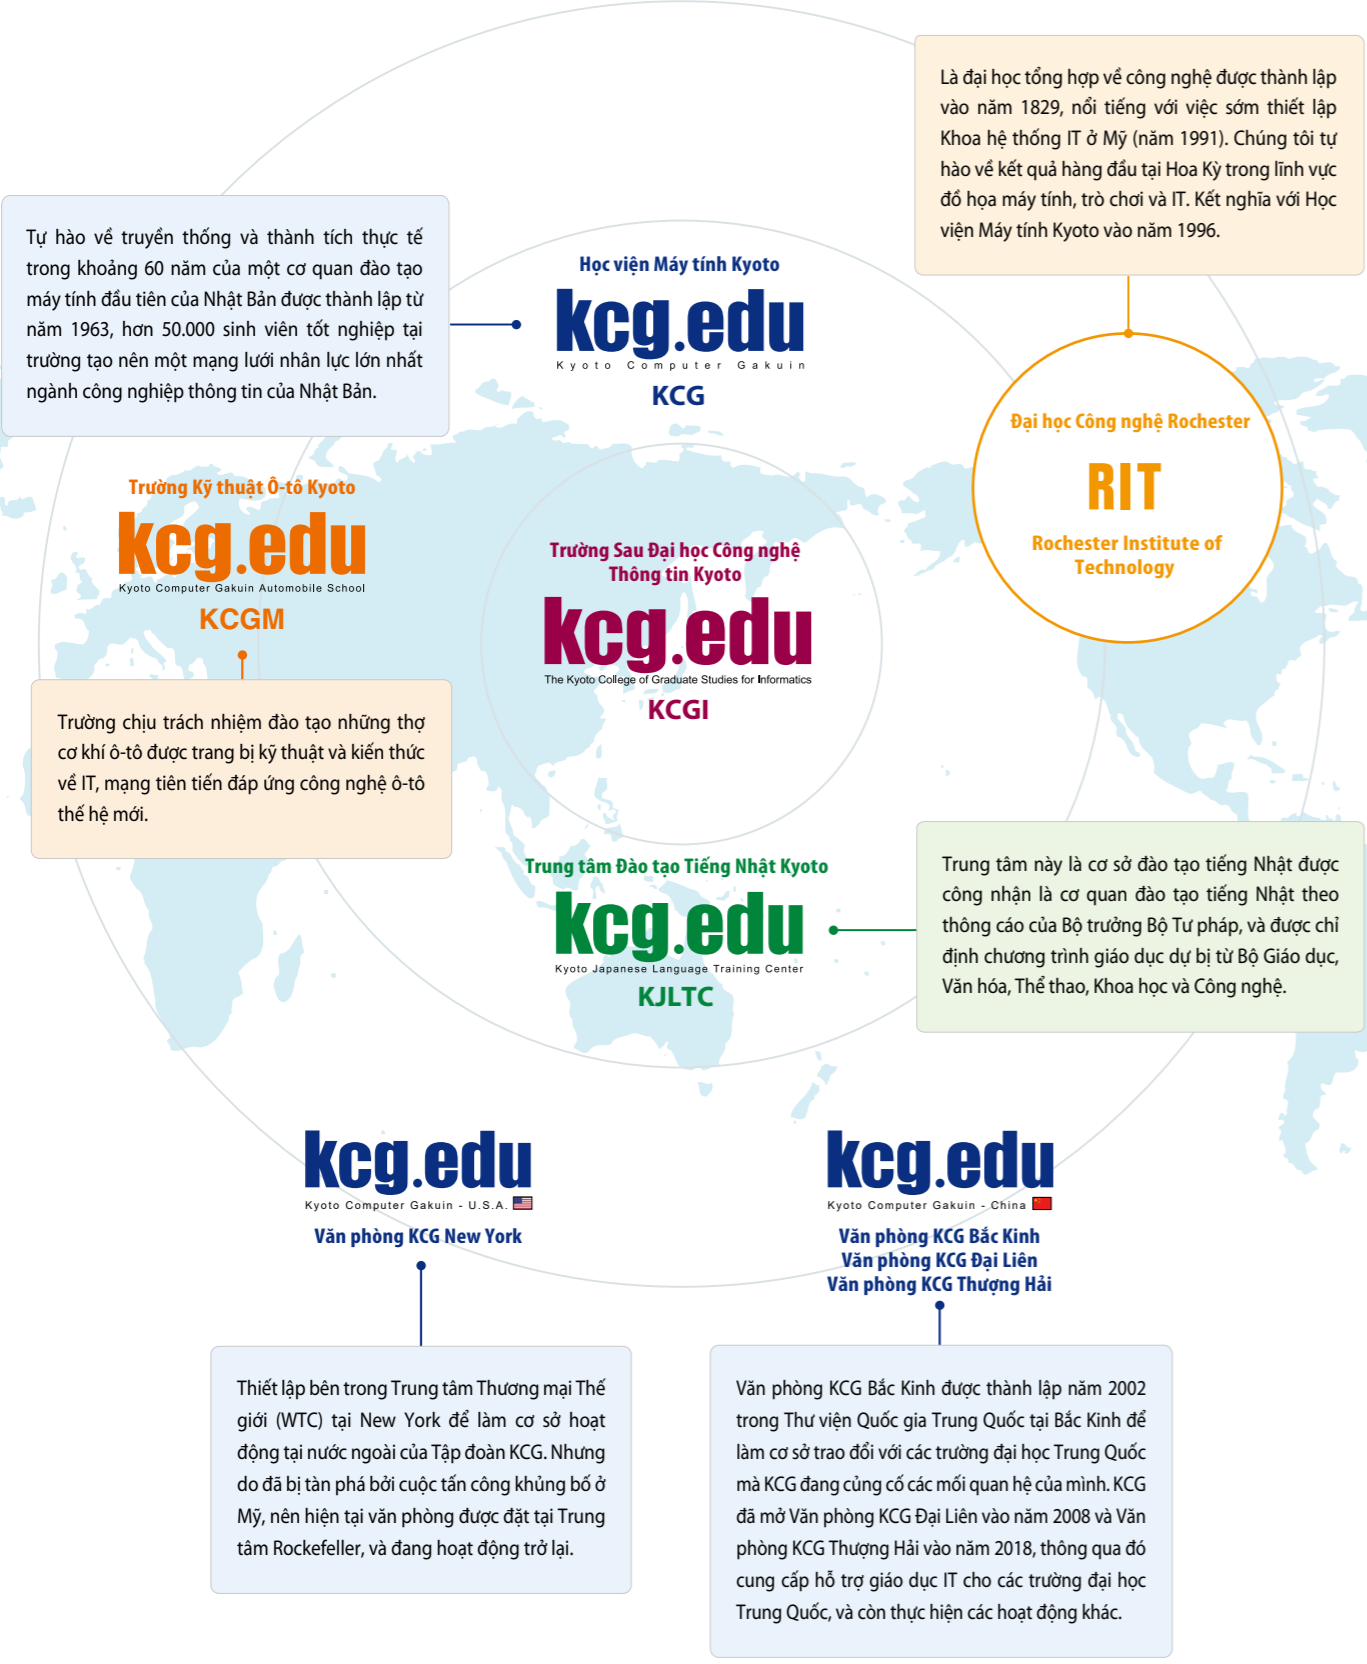 Là đại học tổng hợp về công nghệ được thành lập
vào năm 1829, nổi tiếng với việc sớm thiết lập
Khoa hệ thống IT ở Mỹ (năm 1991). Chúng tôi tự
hào về kết quả hàng đầu tại Hoa Kỳ trong lĩnh vực
đồ họa máy tính, trò chơi và IT. Kết nghĩa với Học
viện Máy tính Kyoto vào năm 1996.
Tự hào về truyền thống và thành tích thực tế
trong khoảng 60 năm của một cơ quan đào tạo
máy tính đầu tiên của Nhật Bản được thành lập từ
năm 1963, hơn 50.000 sinh viên tốt nghiệp tại
trường tạo nên một mạng lưới nhân lực lớn nhất
ngành công nghiệp thông tin của Nhật Bản.
Học viện Máy tính Kyoto
kcg.edu
Kyoto Computer Gakuin
KCG
Đại học Công nghệ Rochester
RIT
Rochester Institute of
Technology
Trường Kỹ thuật Ô-tô Kyoto
kcg.edu
Kyoto Computer Gakuin Automobile School
KCGM
Trường Sau Đại học Công nghệ
Thông tin Kyoto
kcg.edu
The Kyoto College of Graduate Studies for Informatics
KCGI
Trường chịu trách nhiệm đào tạo những thợ
cơ khí ô-tô được trang bị kỹ thuật và kiến thức
về IT, mạng tiên tiến đáp ứng công nghệ ô-tô
thế hệ mới.
Trung tâm Đào tạo Tiếng Nhật Kyoto
kcg.edu
Kyoto Japanese Language Training Center
KJLTC
Trung tâm này là cơ sở đào tạo tiếng Nhật được
công nhận là cơ quan đào tạo tiếng Nhật theo
thông cáo của Bộ trưởng Bộ Tư pháp, và được chỉ
định chương trình giáo dục dự bị từ Bộ Giáo dục,
Văn hóa, Thể thao, Khoa học và Công nghệ.
kcg.edu
Kyoto Computer Gakuin - U.S.A.
Văn phòng KCG New York
kcg.edu
Kyoto Computer Gakuin - China
Văn phòng KCG Bắc Kinh
Văn phòng KCG Đại Liên
Văn phòng KCG Thượng Hải
Thiết lập bên trong Trung tâm Thương mại Thế
giới (WTC) tại New York để làm cơ sở hoạt
động tại nước ngoài của Tập đoàn KCG. Nhưng
do đã bị tàn phá bởi cuộc tấn công khủng bố ở
Mỹ, nên hiện tại văn phòng được đặt tại Trung
tâm Rockefeller, và đang hoạt động trở lại.
Văn phòng KCG Bắc Kinh được thành lập năm 2002
trong Thư viện Quốc gia Trung Quốc tại Bắc Kinh để
làm cơ sở trao đổi với các trường đại học Trung Quốc
mà KCG đang củng cố các mối quan hệ của mình. KCG
đã mở Văn phòng KCG Đại Liên vào năm 2008 và Văn
phòng KCG Thượng Hải vào năm 2018, thông qua đó
cung cấp hỗ trợ giáo dục IT cho các trường đại học
Trung Quốc, và còn thực hiện các hoạt động khác.